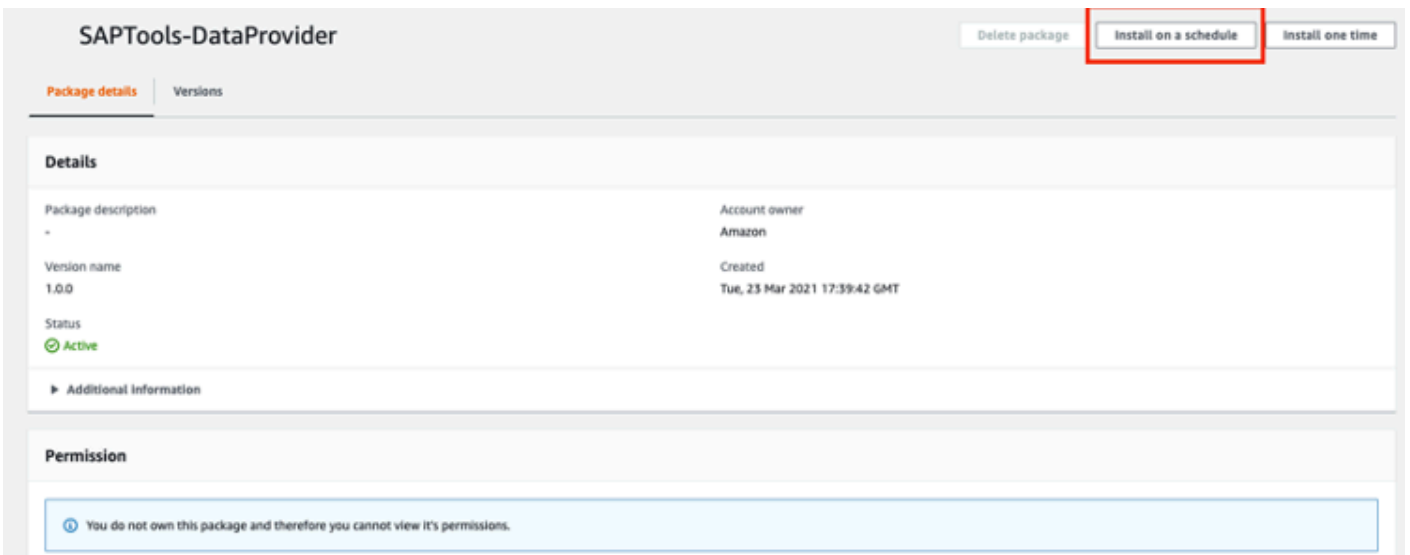 SAPTools-DataProvider
Delete package
Install on a schedule
Install one time
Package details
Versions
Details
Package description
-
Account owner
Amazon
Version name
1.0.0
Created
Tue, 23 Mar 2021 17:39:42 GMT
Status
Active
Additional information
Permission
You do not own this package and therefore you cannot view it's permissions.